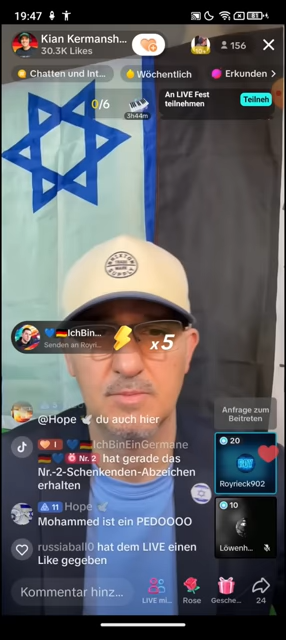 19:47
81
Kian Kermansh...
30.3K Likes
156
Chatten und Int...
Wöchentlich
Erkunden
0/6
3h44m
An LIVE Fest
teilnehmen
Teilneh
IchBin...
Senden an Royri...
x5
@Hope 🕊 du auch hier
Anfrage zum
Beitreten
I 💙🇩🇪IchBinEinGermane
💙🇩🇪 Nr. 2 hat gerade das
Nr.-2-Schenkenden-Abzeichen
erhalten
20
Royrieck902
11 Hope 🕊
Mohammed ist ein PEDOOOO
10
Löwenh...
russiaball0 hat dem LIVE einen
Like gegeben
Kommentar hinz...
LIVE mi...
Rose
Gesche...
24